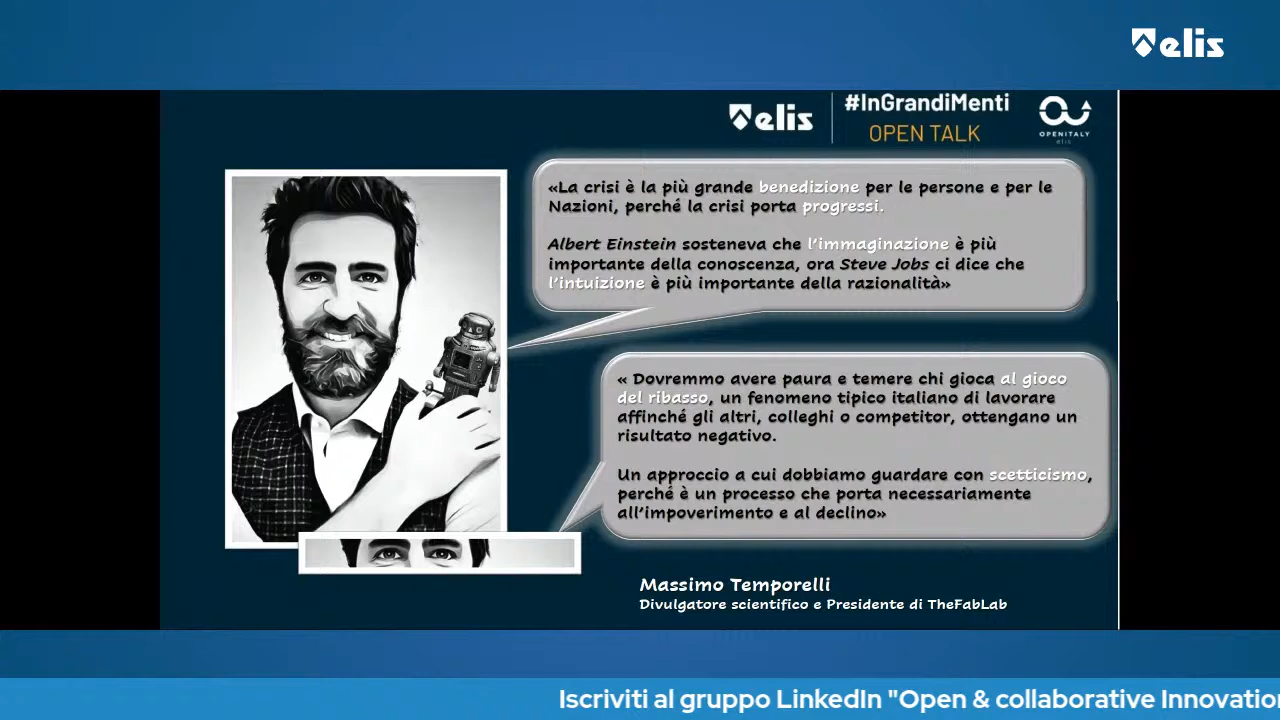 elis
elis
#InGrandiMenti
OPEN TALK
OPENITALY
elis
«La crisi è la più grande benedizione per le persone e per le
Nazioni, perché la crisi porta progressi.
Albert Einstein sosteneva che l'immaginazione è più
importante della conoscenza, ora Steve Jobs ci dice che
l'intuizione è più importante della razionalità»
« Dovremmo avere paura e temere chi gioca al gioco
del ribasso, un fenomeno tipico italiano di lavorare
affinché gli altri, colleghi o competitor, ottengano un
risultato negativo.
Un approccio a cui dobbiamo guardare con scetticismo,
perché è un processo che porta necessariamente
all'impoverimento e al declino»
Massimo Temporelli
Divulgatore scientifico e Presidente di TheFabLab
Iscriviti al gruppo LinkedIn "Open & collaborative Innovatio